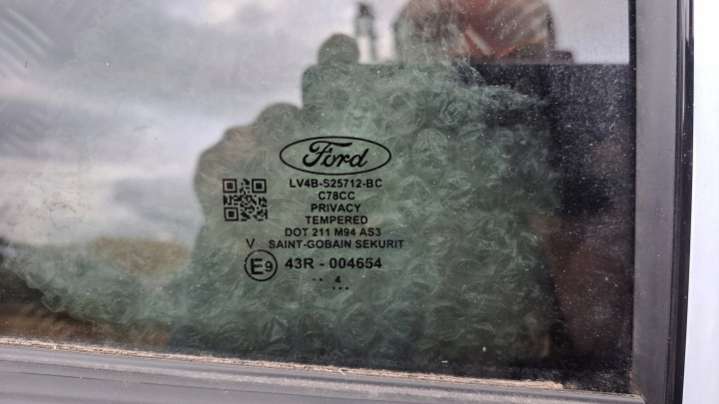 Ford
LV4B-S25712-BC
C78CC
PRIVACY
TEMPERED
DOT 211 M94 AS3
V SAINT-GOBAIN SEKURIT
E9 43R - 004654
.. 4
...